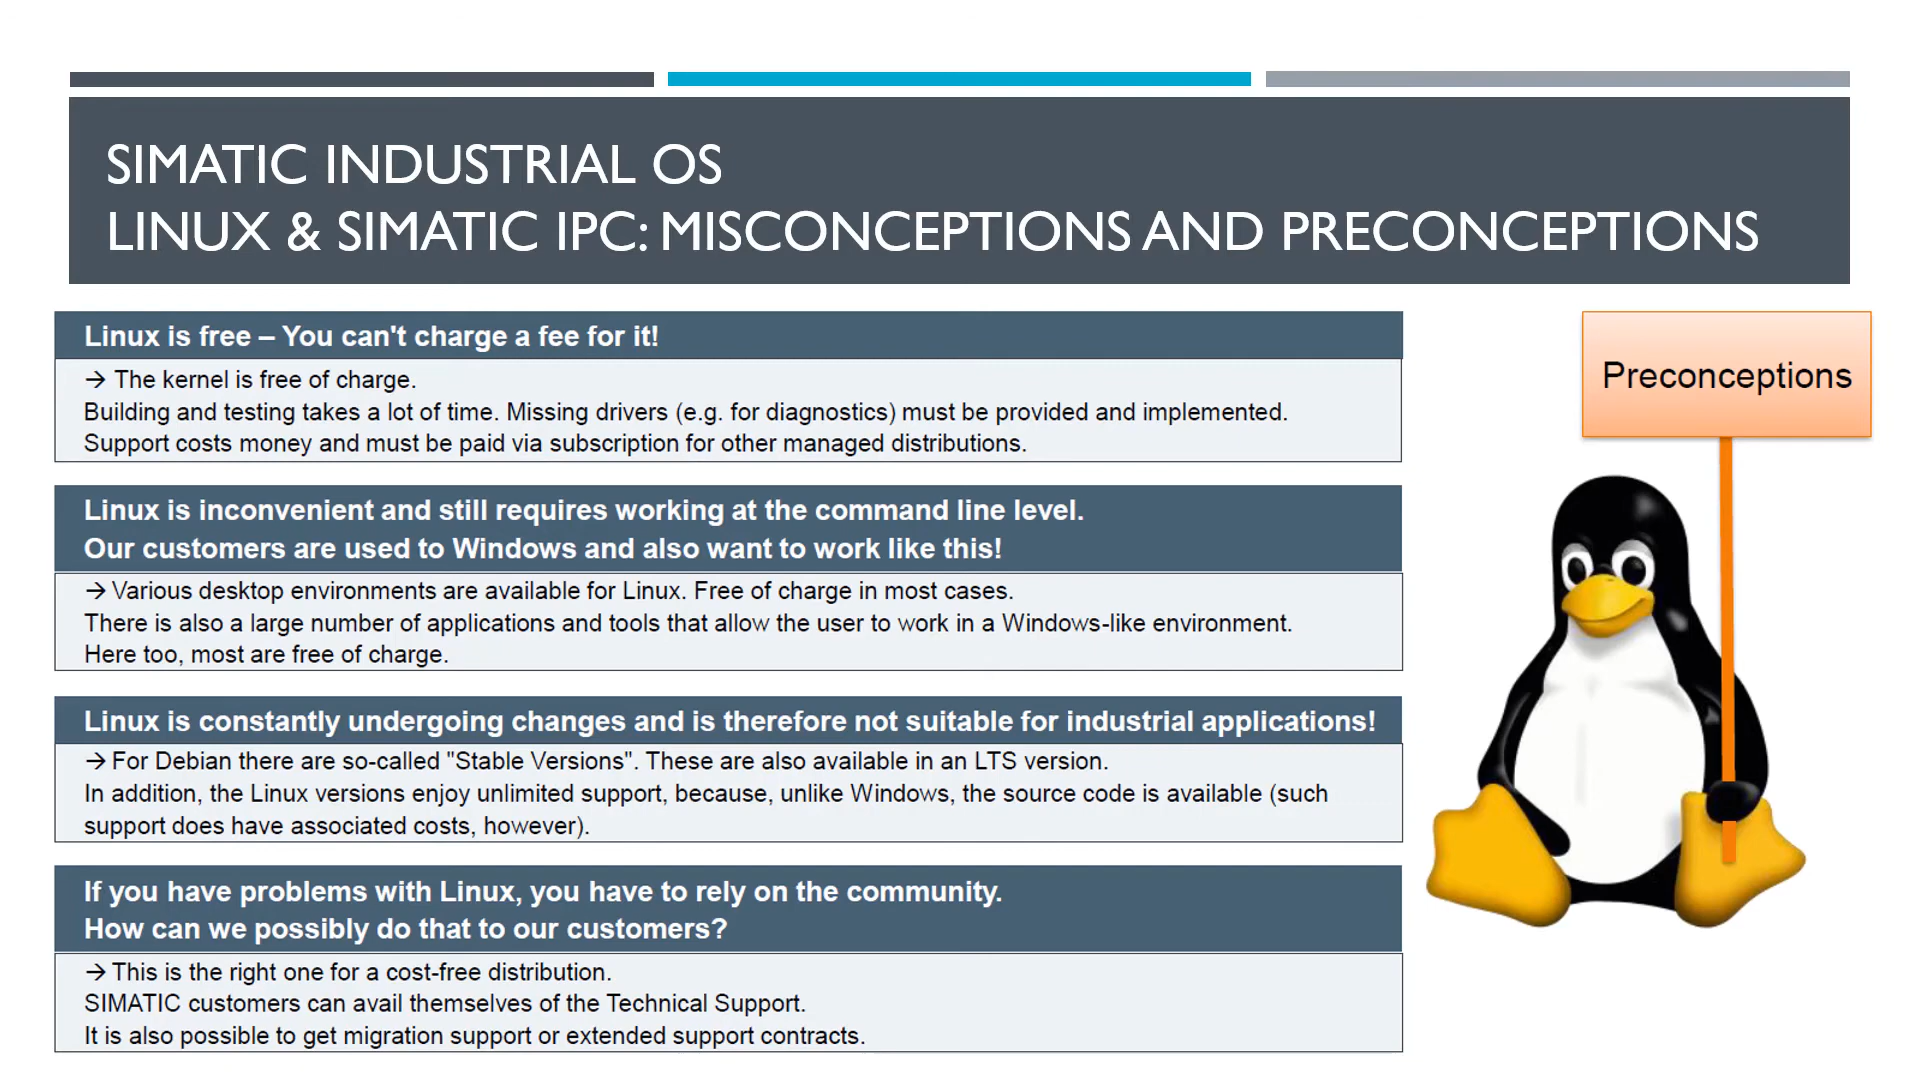 SIMATIC INDUSTRIAL OS
LINUX & SIMATIC IPC: MISCONCEPTIONS AND PRECONCEPTIONS
Linux is free – You can't charge a fee for it!
→ The kernel is free of charge.
Building and testing takes a lot of time. Missing drivers (e.g. for diagnostics) must be provided and implemented.
Support costs money and must be paid via subscription for other managed distributions.
Preconceptions
Linux is inconvenient and still requires working at the command line level.
Our customers are used to Windows and also want to work like this!
→ Various desktop environments are available for Linux. Free of charge in most cases.
There is also a large number of applications and tools that allow the user to work in a Windows-like environment.
Here too, most are free of charge.
Linux is constantly undergoing changes and is therefore not suitable for industrial applications!
→ For Debian there are so-called "Stable Versions". These are also available in an LTS version.
In addition, the Linux versions enjoy unlimited support, because, unlike Windows, the source code is available (such
support does have associated costs, however).
If you have problems with Linux, you have to rely on the community.
How can we possibly do that to our customers?
→ This is the right one for a cost-free distribution.
SIMATIC customers can avail themselves of the Technical Support.
It is also possible to get migration support or extended support contracts.